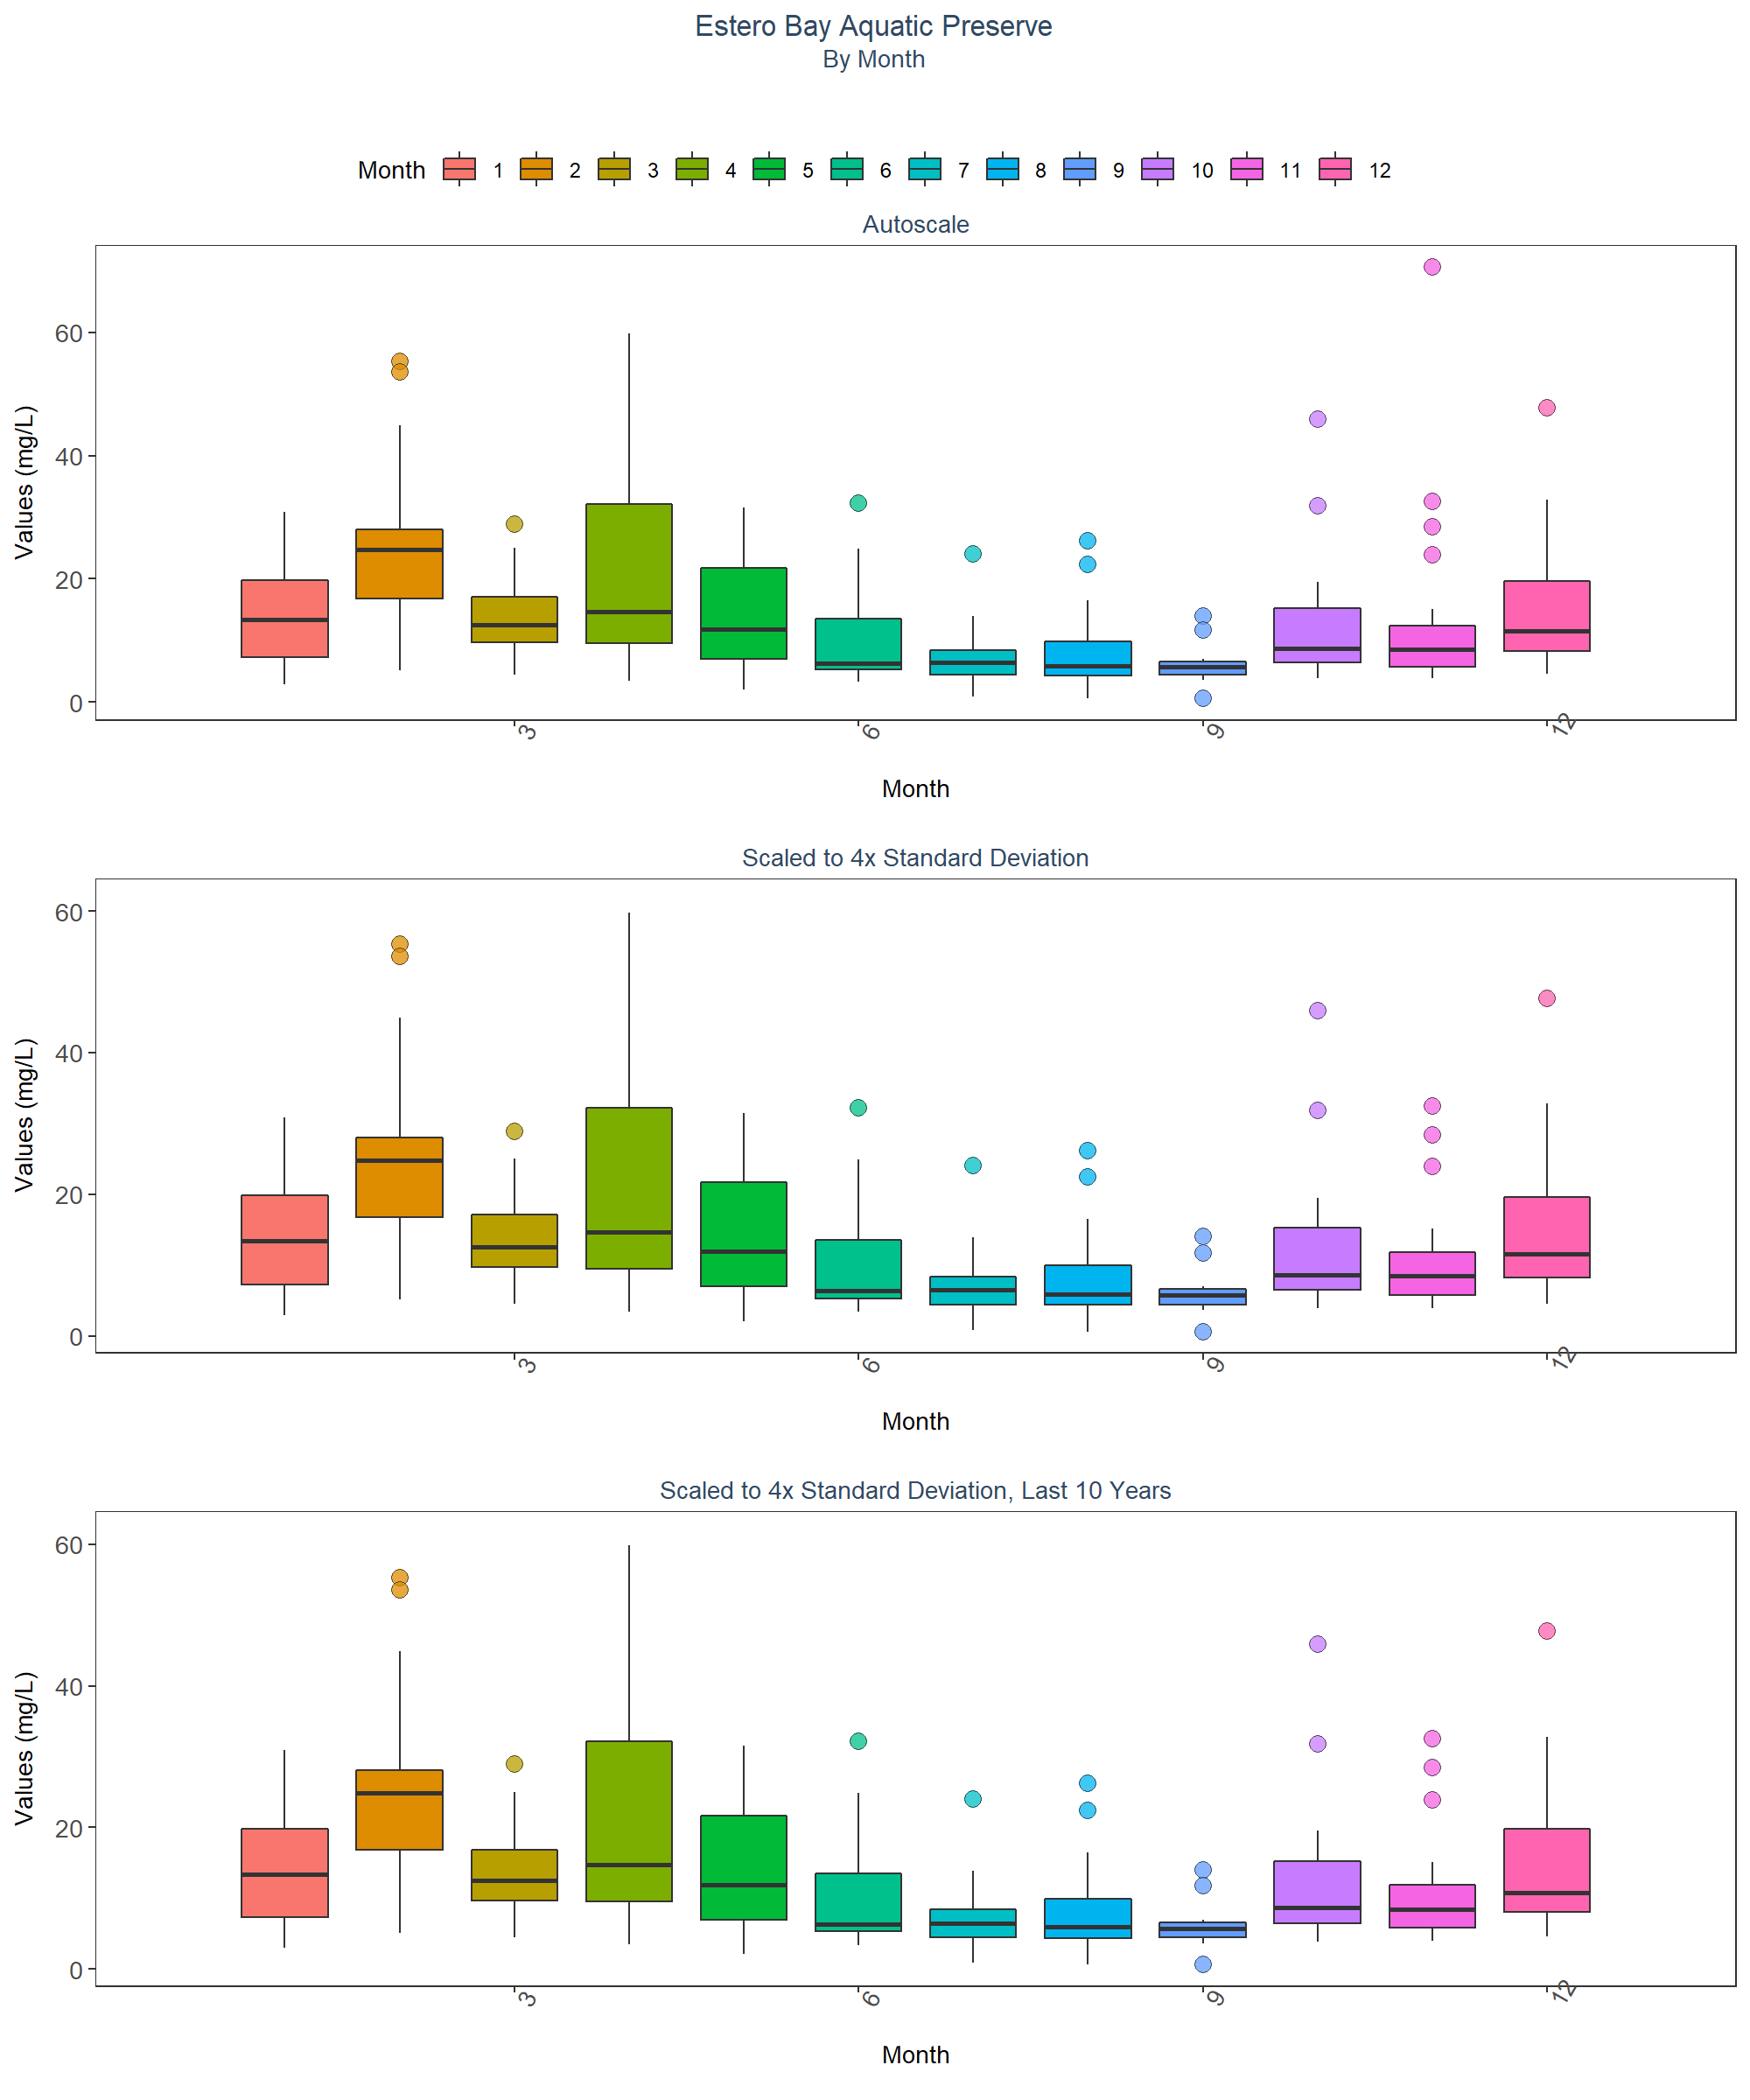 Estero Bay Aquatic Preserve
By Month
Month 1 2 3 4 5 6 7 8 9 10 11 12
Autoscale
Values (mg/L)
60
40
20
0
3 6 9 12
Month
Scaled to 4x Standard Deviation
Values (mg/L)
60
40
20
0
3 6 9 12
Month
Scaled to 4x Standard Deviation, Last 10 Years
Values (mg/L)
60
40
20
0
3 6 9 12
Month